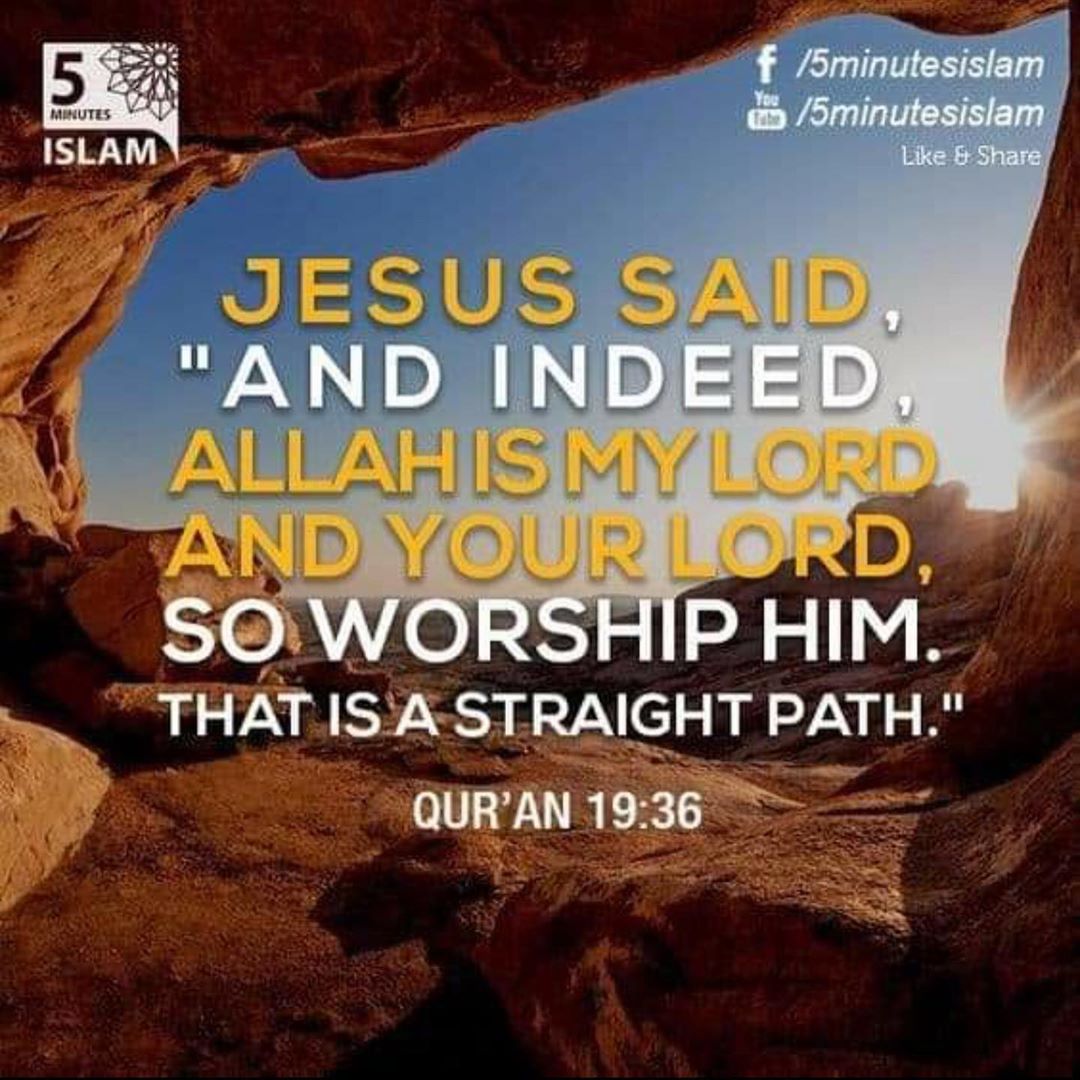 5
MINUTES
ISLAM
f /5minutesislam
You Tube /5minutesislam
Like & Share
JESUS SAID,
"AND INDEED,
ALLAH IS MY LORD
AND YOUR LORD,
SO WORSHIP HIM.
THAT IS A STRAIGHT PATH."
QUR'AN 19:36